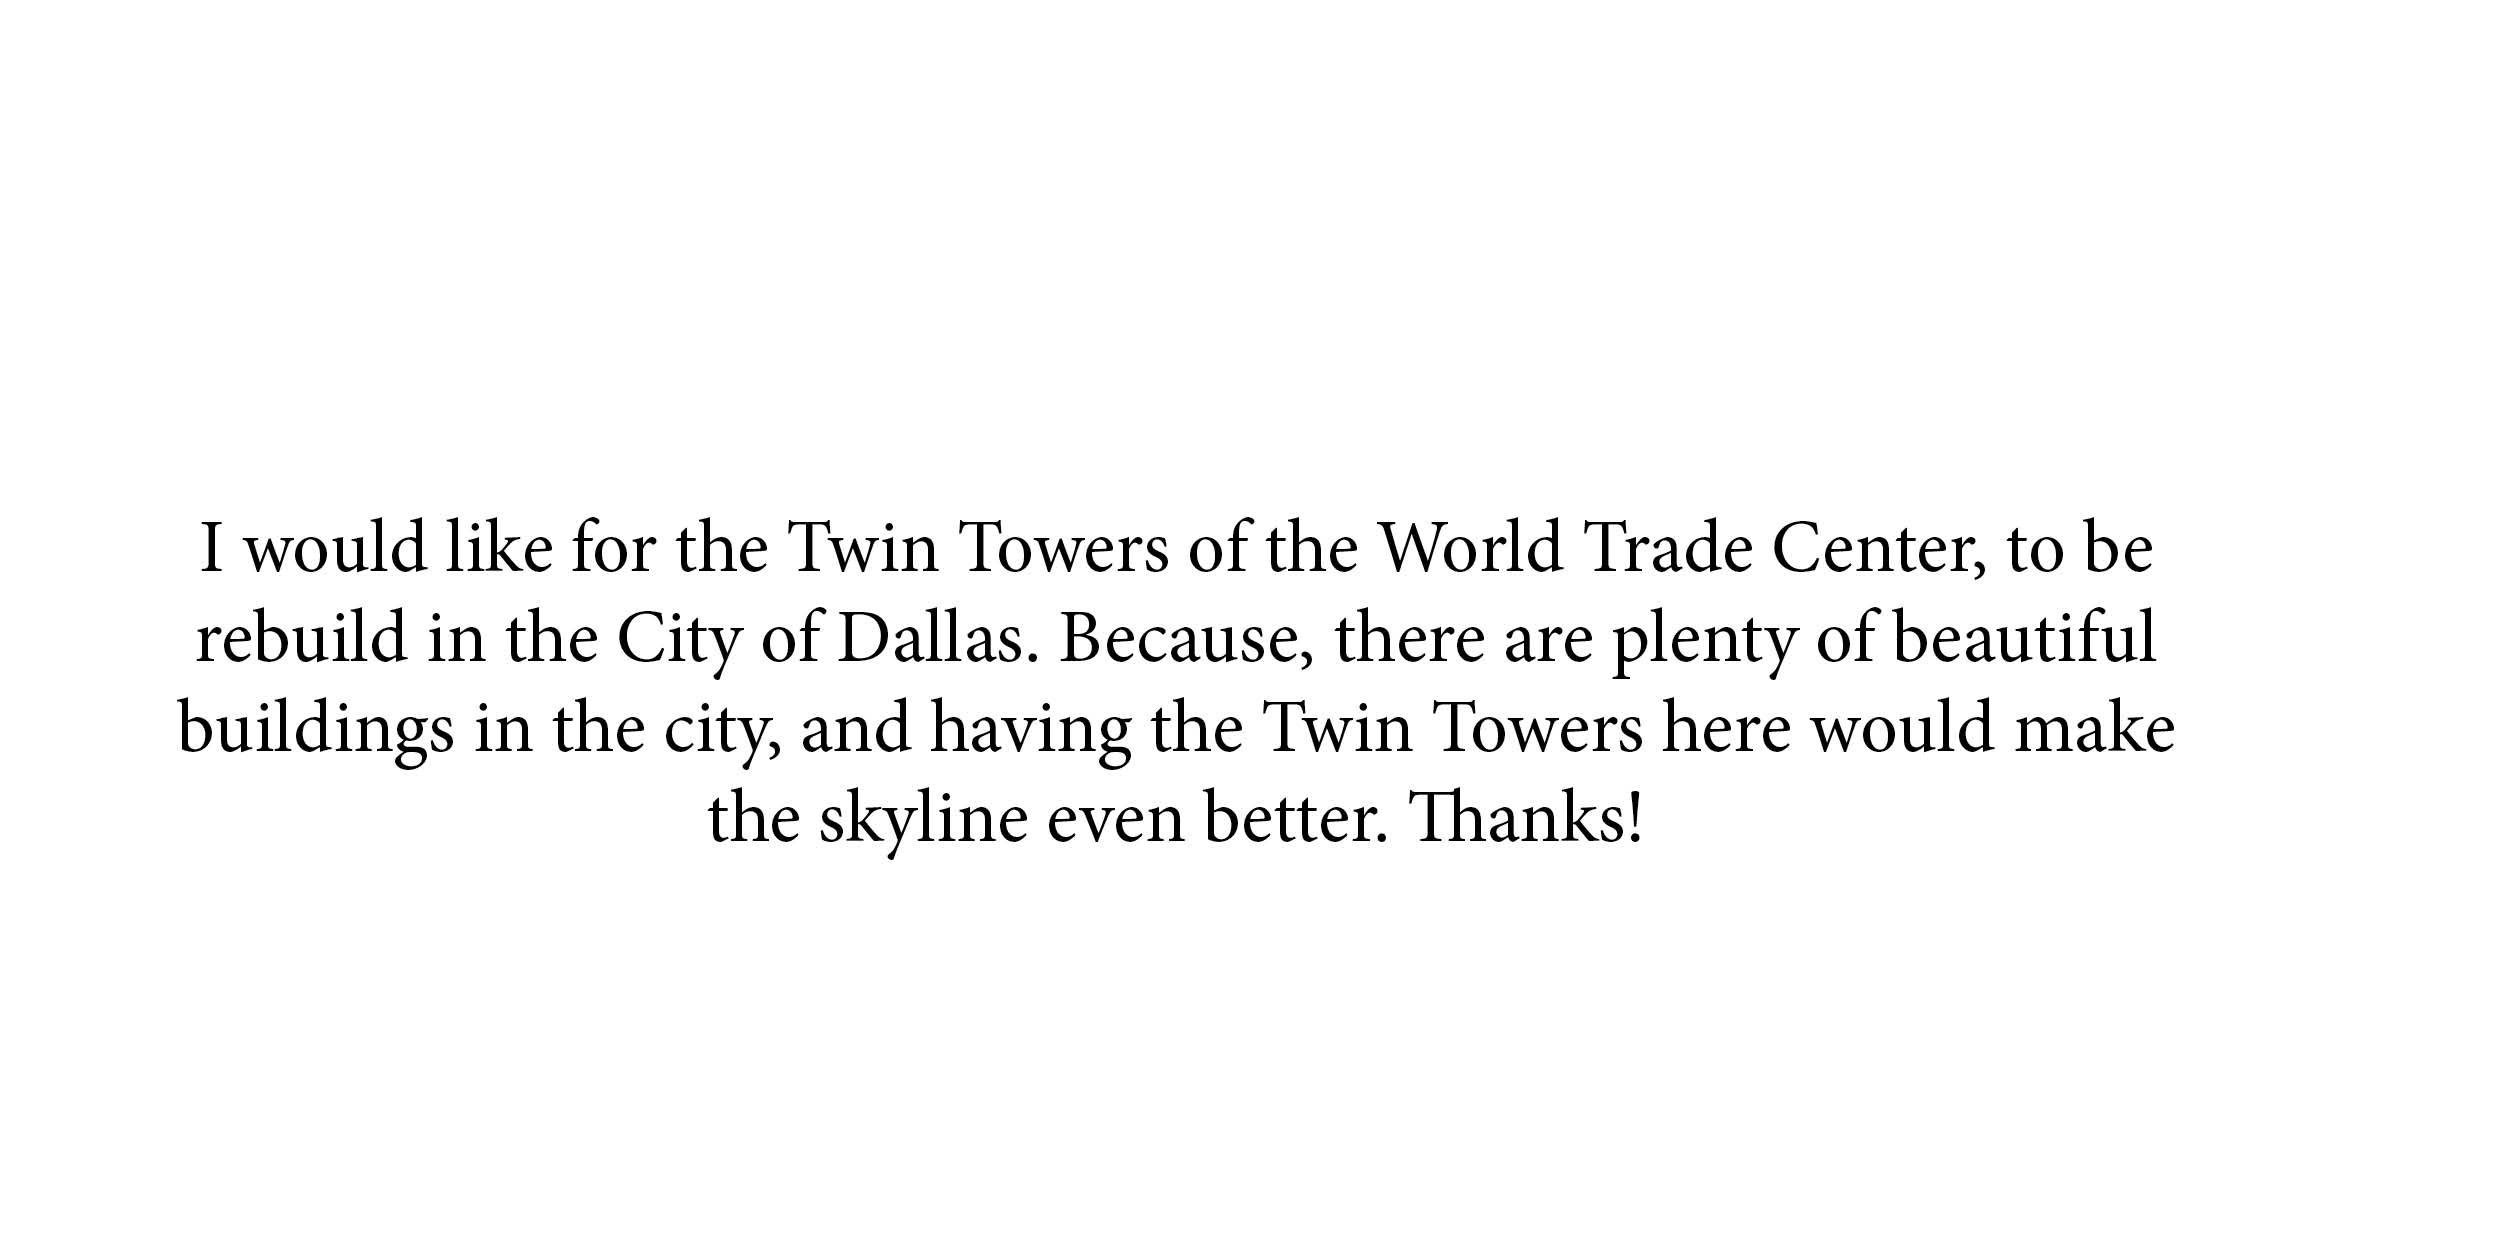 I would like for the Twin Towers of the World Trade Center, to be
rebuild in the City of Dallas. Because, there are plenty of beautiful
buildings in the city, and having the Twin Towers here would make
the skyline even better. Thanks!